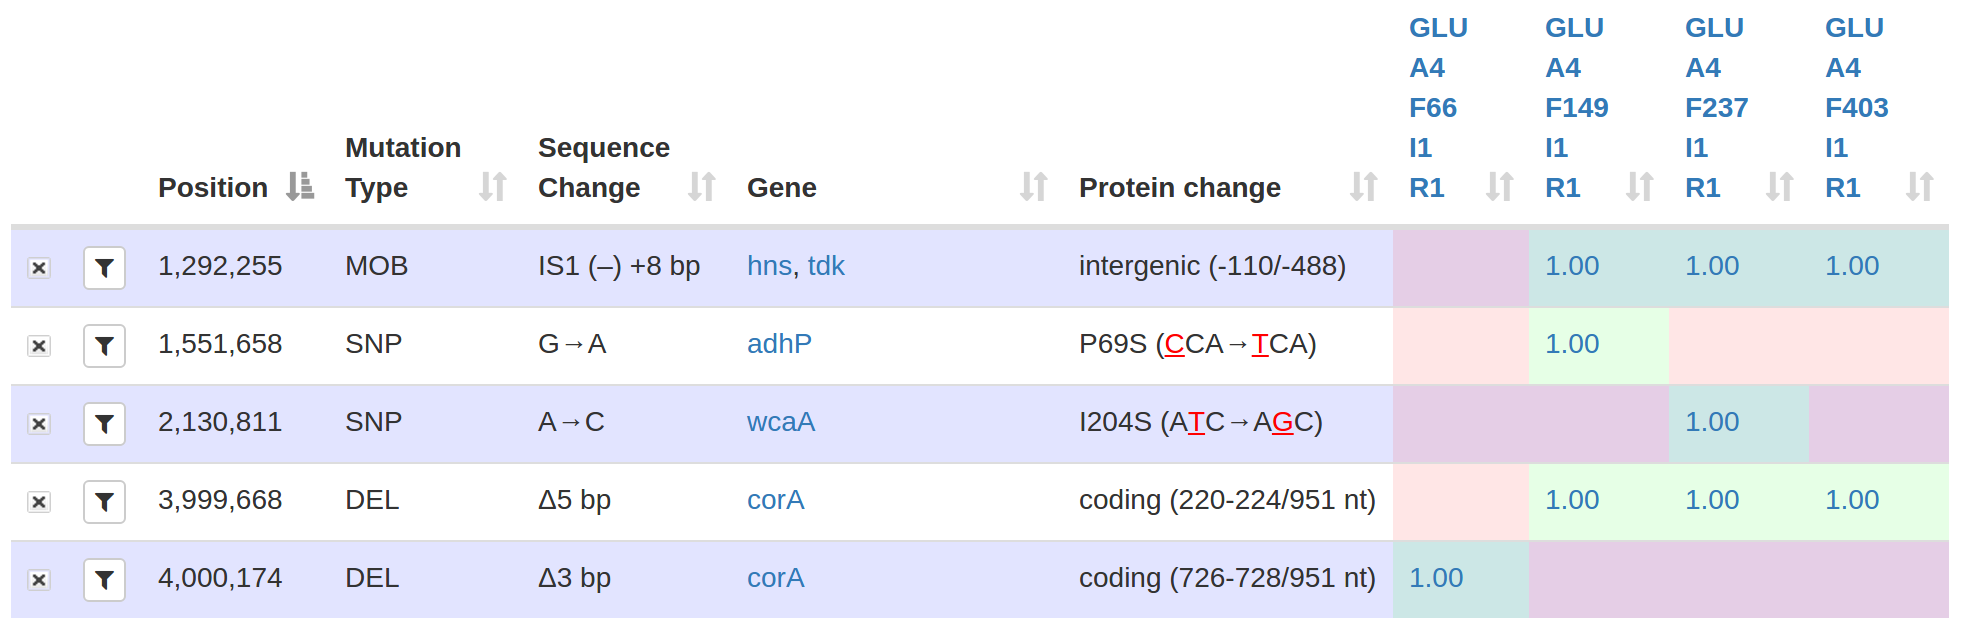 GLU GLU GLU GLU
A4 A4 A4 A4
F66 F149 F237 F403
Mutation Sequence I1 I1 I1 I1
Position Type Change Gene Protein change R1 R1 R1 R1
1,292,255 MOB IS1 (–) +8 bp hns, tdk intergenic (-110/-488) 1.00 1.00 1.00
1,551,658 SNP G→A adhP P69S (CCA→TCA) 1.00
2,130,811 SNP A→C wcaA I204S (ATC→AGC) 1.00
3,999,668 DEL Δ5 bp corA coding (220-224/951 nt) 1.00 1.00 1.00
4,000,174 DEL Δ3 bp corA coding (726-728/951 nt) 1.00